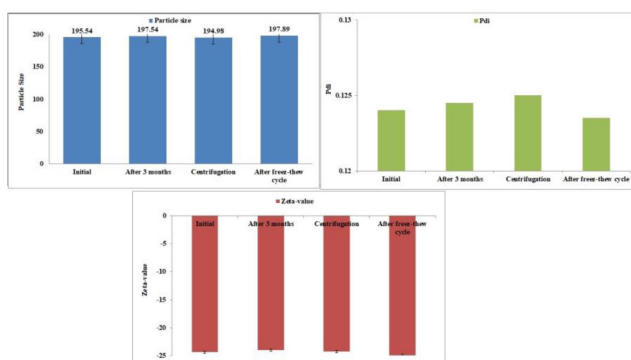 Particle size
195.54 197.54 194.98 197.89
200
150
100
50
0
Particle Size
Initial After 3 months Centrifugation After freez-thew
cycle
Pdi
0.13
0.125
0.12
Pdi
Initial After 3 months Centrifugation After freez-thew cycle
Zeta-value
0
-5
-10
-15
-20
-25
Zeta-value
Initial After 3 months Centrifugation After freez-thew
cycle